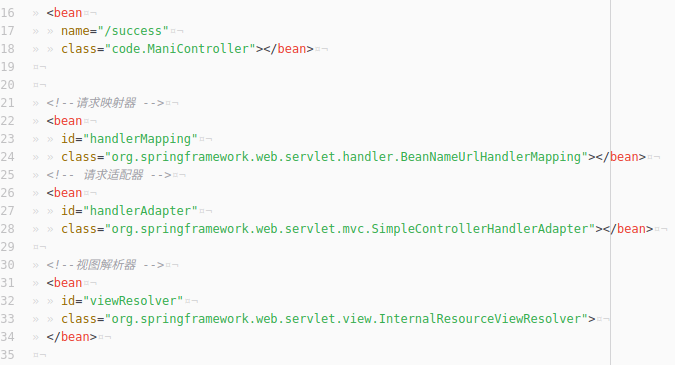 16 <bean
17 name="/success"
18 class="code.ManiController"></bean>
19
20
21 <!--请求映射器 -->
22 <bean
23 id="handlerMapping"
24 class="org.springframework.web.servlet.handler.BeanNameUrlHandlerMapping"></bean>
25 <!-- 请求适配器 -->
26 <bean
27 id="handlerAdapter"
28 class="org.springframework.web.servlet.mvc.SimpleControllerHandlerAdapter"></bean>
29
30 <!--视图解析器 -->
31 <bean
32 id="viewResolver"
33 class="org.springframework.web.servlet.view.InternalResourceViewResolver">
34 </bean>
35